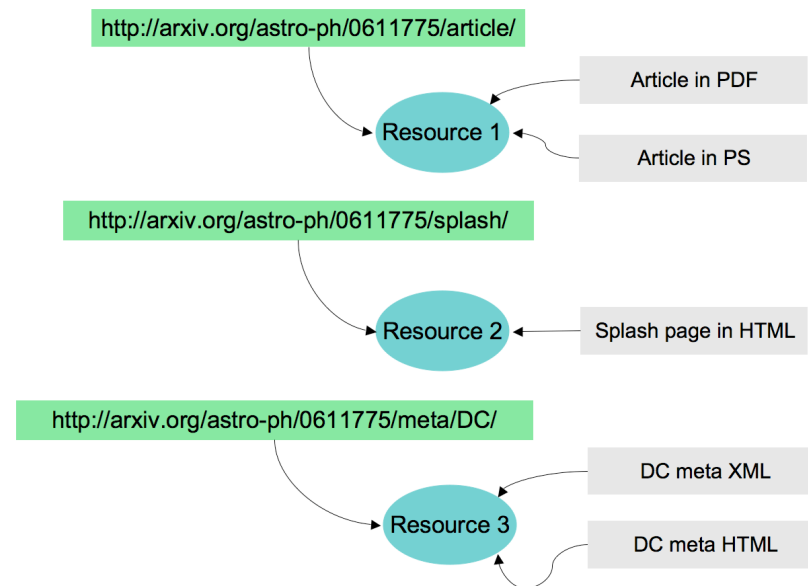 http://arxiv.org/astro-ph/0611775/article/
Article in PDF
Resource 1
Article in PS
http://arxiv.org/astro-ph/0611775/splash/
Resource 2
Splash page in HTML
http://arxiv.org/astro-ph/0611775/meta/DC/
DC meta XML
Resource 3
DC meta HTML